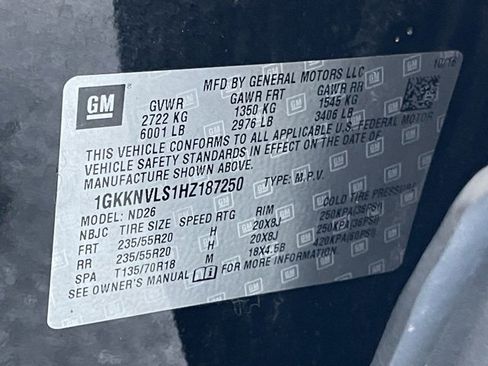 10/16
MFD BY GENERAL MOTORS LLC
GM
GVWR GAWR FRT GAWR RR
2722 KG 1350 KG 1545 KG
6001 LB 2976 LB 3406 LB
THIS VEHICLE CONFORMS TO ALL APPLICABLE U.S. FEDERAL MOTOR
VEHICLE SAFETY STANDARDS IN EFFECT ON THE DATE OF
MANUFACTURE SHOWN ABOVE.
1GKKNVLS1HZ187250 TYPE: M.P.V.
MODEL: ND26
NBJC TIRE SIZE SPEED RTG RIM COLD TIRE PRESSURE
FRT 235/55R20 H 20X8J 250KPA(36PSI)
RR 235/55R20 H 20X8J 250KPA(36PSI)
SPA T135/70R18 M 18X4.5B 420KPA(60PSI)
SEE OWNER'S MANUAL FOR MORE INFORMATION